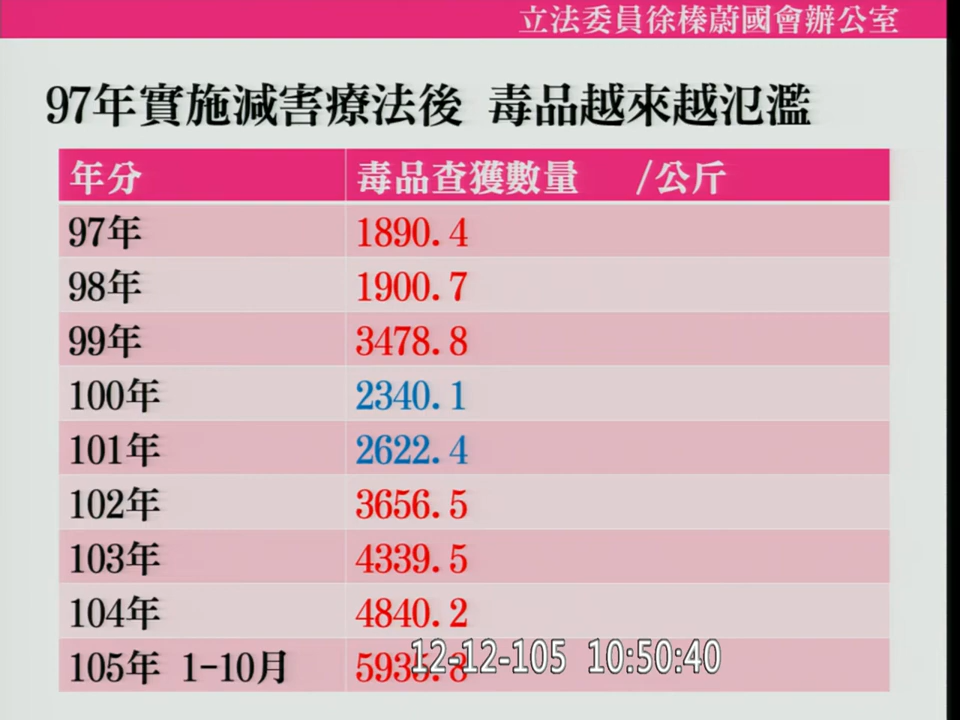 立法委員徐榛蔚國會辦公室
97年實施減害療法後 毒品越來越氾濫
年分 毒品查獲數量 /公斤
97年 1890.4
98年 1900.7
99年 3478.8
100年 2340.1
101年 2622.4
102年 3656.5
103年 4339.5
104年 4840.2
105年 1-10月
12-12-105 10:50:40